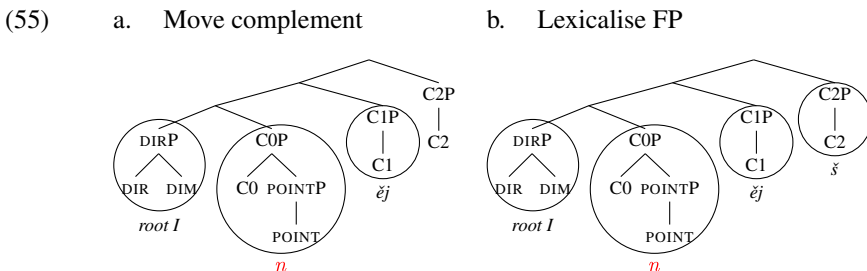 (55) a. Move complement b. Lexicalise FP
C2P C2P
C1P C2 C1P C2
DIRP C0P C1 DIRP C0P C1 š
DIR DIM C0 POINTP ěj DIR DIM C0 POINTP ěj
root I POINT root I POINT
n n